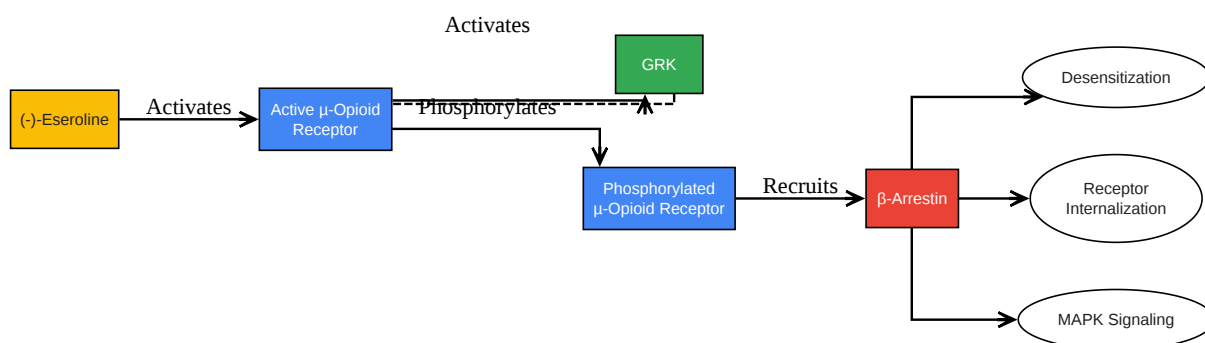 Activates
GRK
Desensitization
(-)-Eseroline
Activates
Active µ-Opioid
Receptor
Phosphorylates
Phosphorylated
µ-Opioid Receptor
Recruits
β-Arrestin
Receptor
Internalization
MAPK Signaling